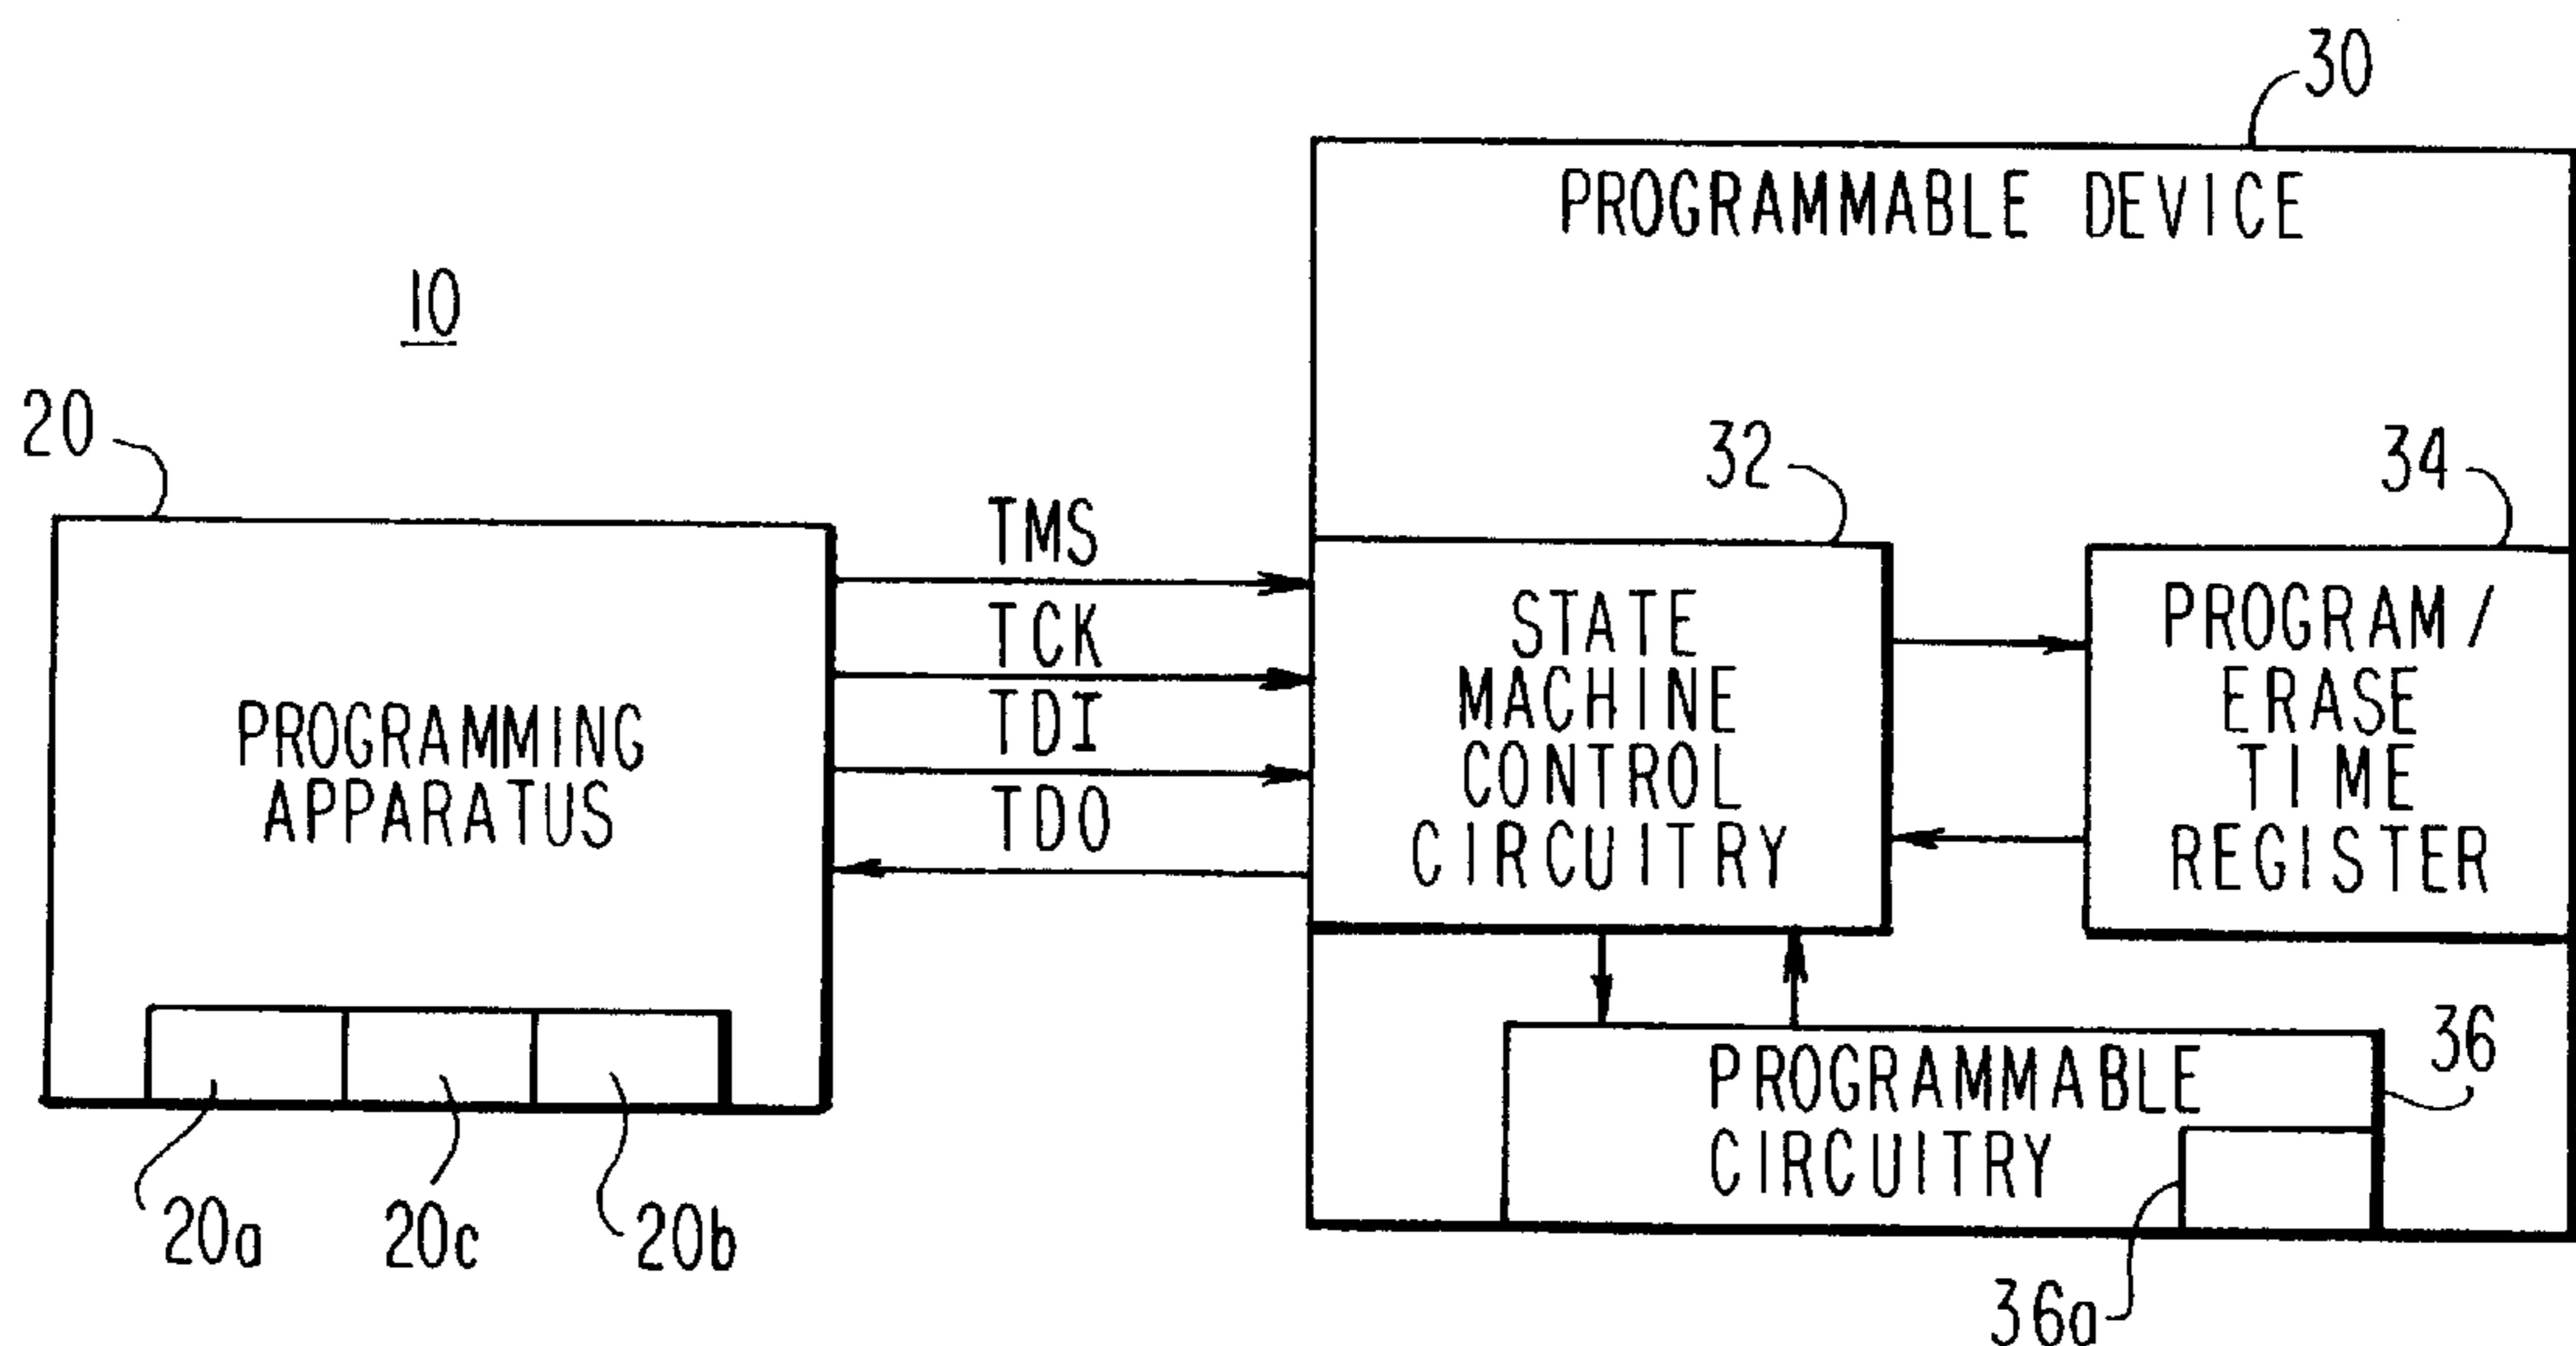 30
PROGRAMMABLE DEVICE
10
20
32
34
TMS
TCK
TDI
TDO
PROGRAMMING
APPARATUS
STATE
MACHINE
CONTROL
CIRCUITRY
PROGRAM/
ERASE
TIME
REGISTER
36
PROGRAMMABLE
CIRCUITRY
20a
20c
20b
36a